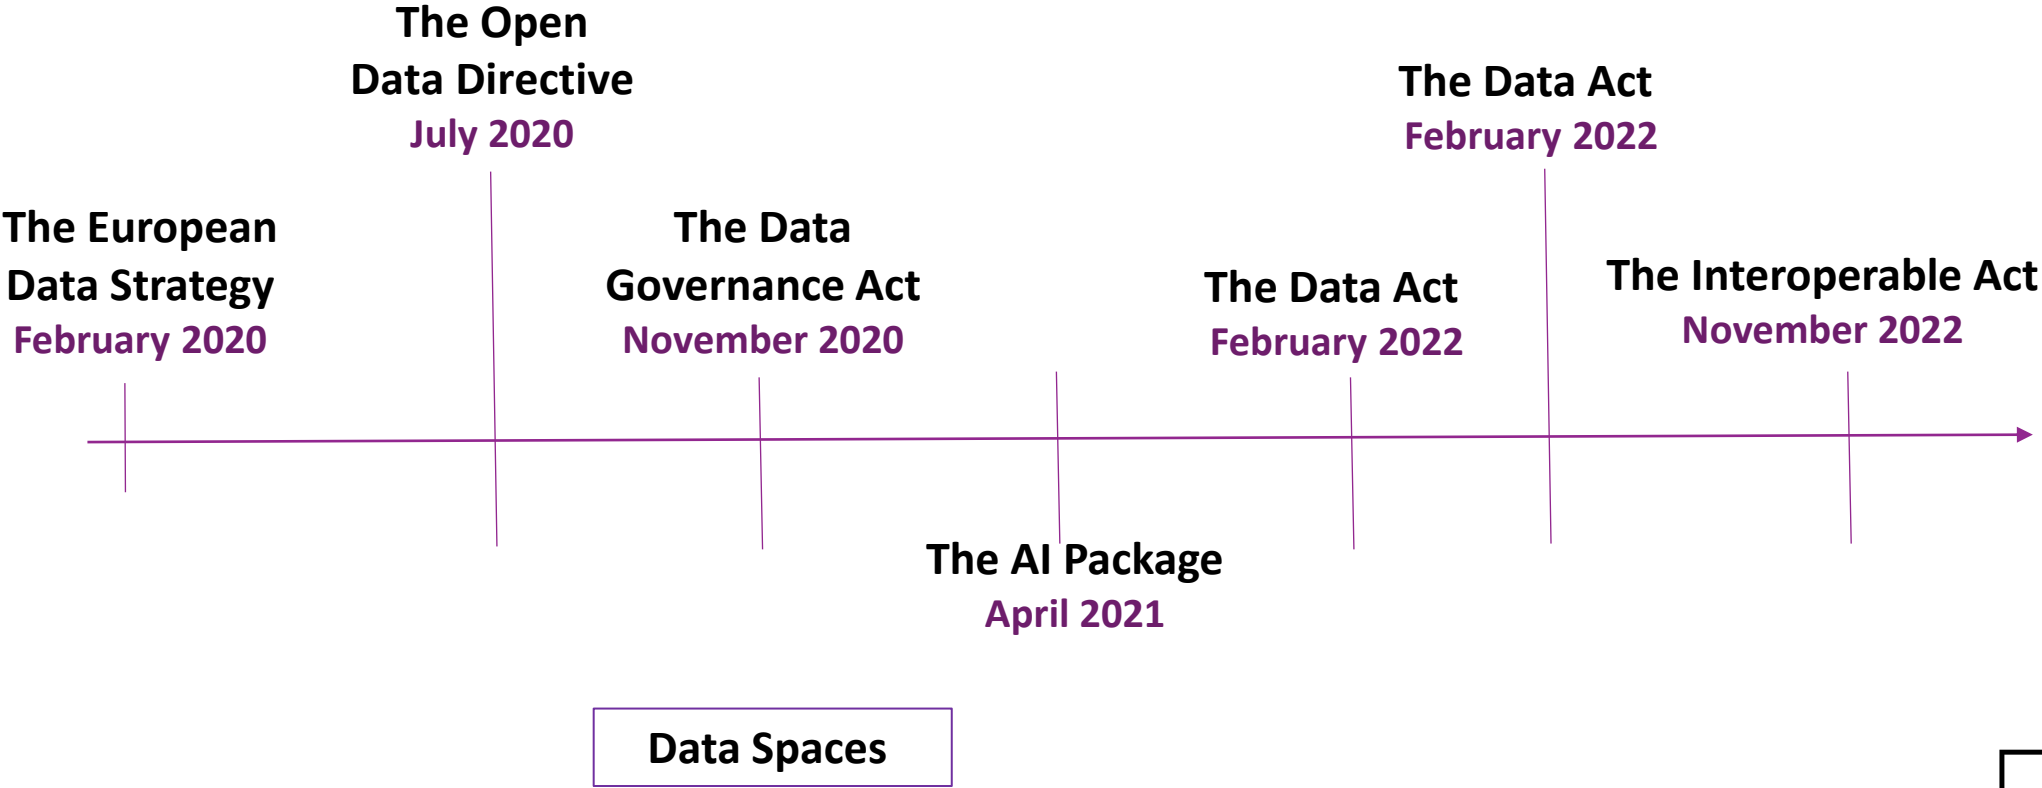 The European
Data Strategy
February 2020
The Open
Data Directive
July 2020
The Data
Governance Act
November 2020
The AI Package
April 2021
The Data Act
February 2022
The Data Act
February 2022
The Interoperable Act
November 2022
Data Spaces